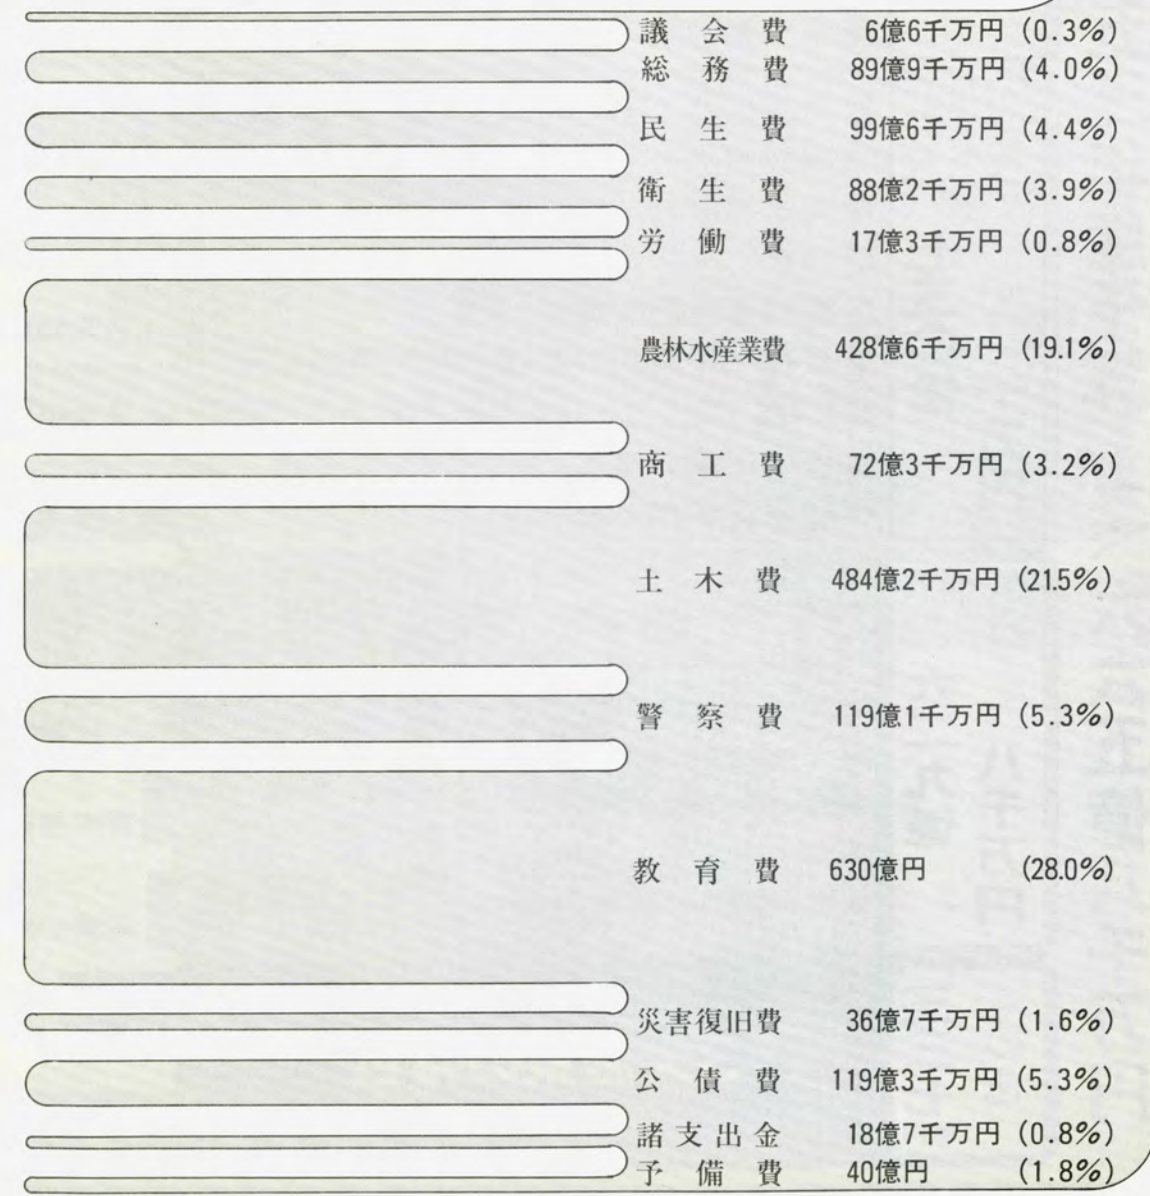 議会費 6億6千万円 (0.3%)
総務費 89億9千万円 (4.0%)
民生費 99億6千万円 (4.4%)
衛生費 88億2千万円 (3.9%)
労働費 17億3千万円 (0.8%)
農林水産業費 428億6千万円 (19.1%)
商工費 72億3千万円 (3.2%)
土木費 484億2千万円 (21.5%)
警察費 119億1千万円 (5.3%)
教育費 630億円 (28.0%)
災害復旧費 36億7千万円 (1.6%)
公債費 119億3千万円 (5.3%)
諸支出金 18億7千万円 (0.8%)
予備費 40億円 (1.8%)